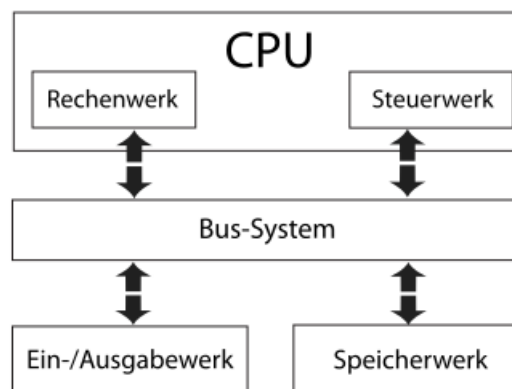 CPU
Rechenwerk
Steuerwerk
Bus-System
Ein-/Ausgabewerk
Speicherwerk